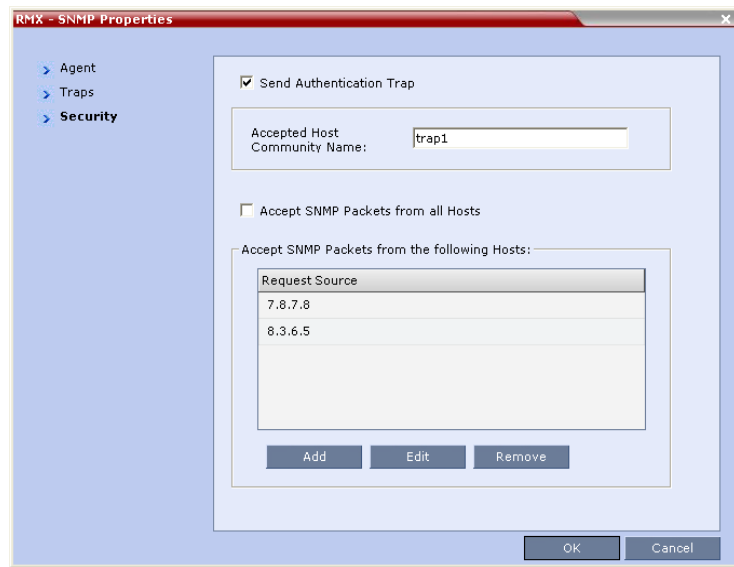 RMX - SNMP Properties
Agent
Traps
Security
Send Authentication Trap
Accepted Host
Community Name:
trap1
Accept SNMP Packets from all Hosts
Accept SNMP Packets from the following Hosts:
Request Source
7.8.7.8
8.3.6.5
Add Edit Remove
OK Cancel